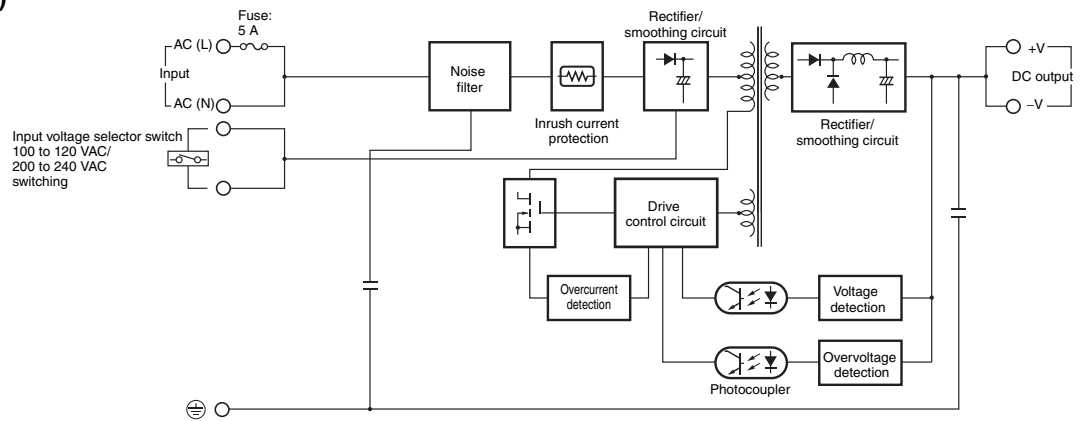 )
Fuse:
5 A
AC (L)
Input
AC (N)
Input voltage selector switch
100 to 120 VAC/
200 to 240 VAC
switching
Noise
filter
Inrush current
protection
Rectifier/
smoothing circuit
Rectifier/
smoothing circuit
+V
DC output
–V
Drive
control circuit
Overcurrent
detection
Voltage
detection
Overvoltage
detection
Photocoupler